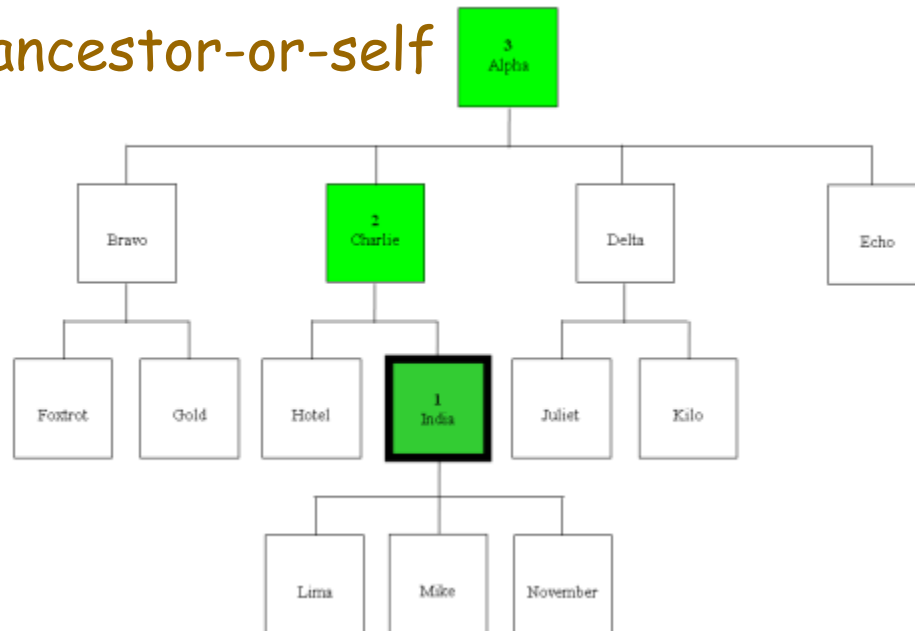 ancestor-or-self
3
Alpha
Bravo
2
Charlie
Delta
Echo
Foxtrot
Gold
Hotel
1
India
Juliet
Kilo
Lima
Mike
November